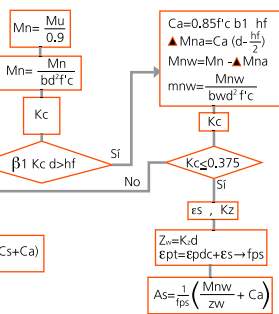 Mn= Mu/0.9
Mn= Mn/bd²f'c
Kc
β1 Kc d>hf
Sí
No
Cs+Ca)
Ca=0.85f'c b1 hf
▲Mna=Ca (d-hf/2)
Mnw=Mn -▲Mna
mnw= Mnw/bwd² f'c
Kc
Kc≤0.375
Sí
εs , Kz
Zw=Kzd
εpt=εpdc+εs→fps
As=1/fps(Mnw/zw + Ca)